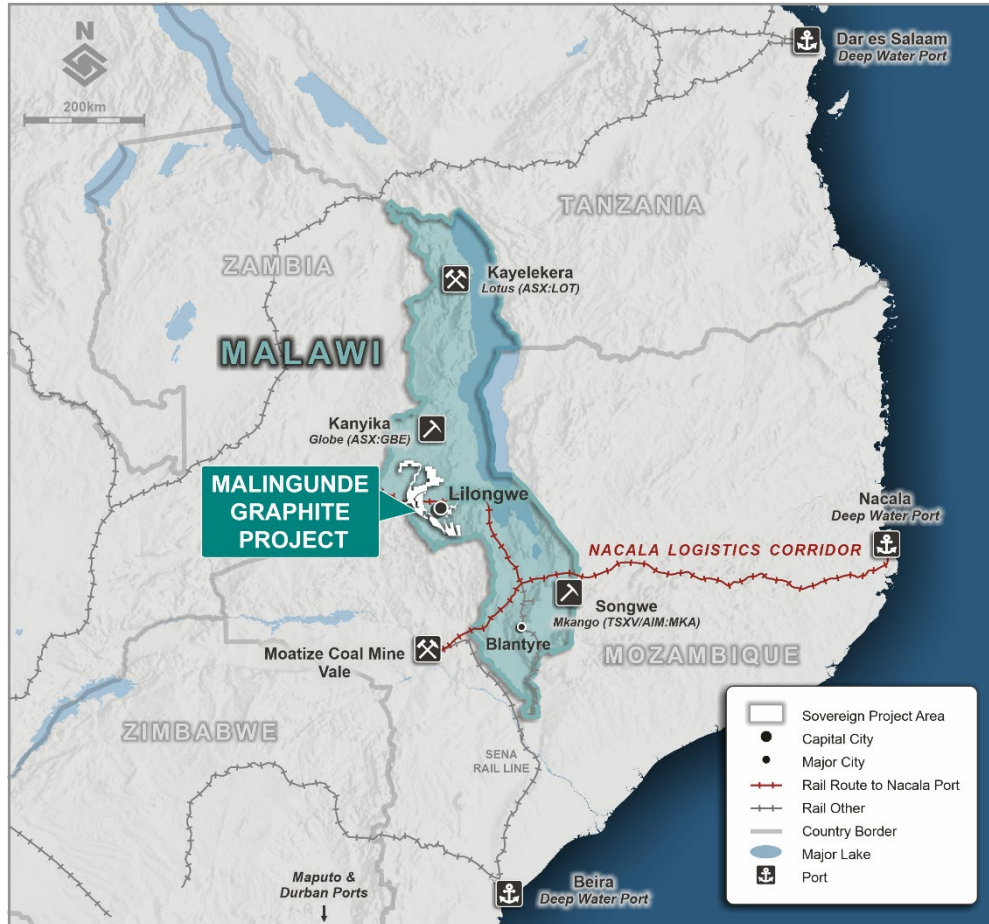 N
200km
Dar es Salaam
Deep Water Port
TANZANIA
ZAMBIA
Kayelekera
Lotus (ASX:LOT)
MALAWI
Kanyika
Globe (ASX:GBE)
MALINGUNDE
GRAPHITE
PROJECT
Lilongwe
Nacala
Deep Water Port
NACALA LOGISTICS CORRIDOR
Songwe
Mkango (TSXV/AIM:MKA)
Blantyre
MOZAMBIQUE
Moatize Coal Mine
Vale
ZIMBABWE
SENA
RAIL LINE
Maputo &
Durban Ports
Beira
Deep Water Port
Sovereign Project Area
Capital City
Major City
Rail Route to Nacala Port
Rail Other
Country Border
Major Lake
Port